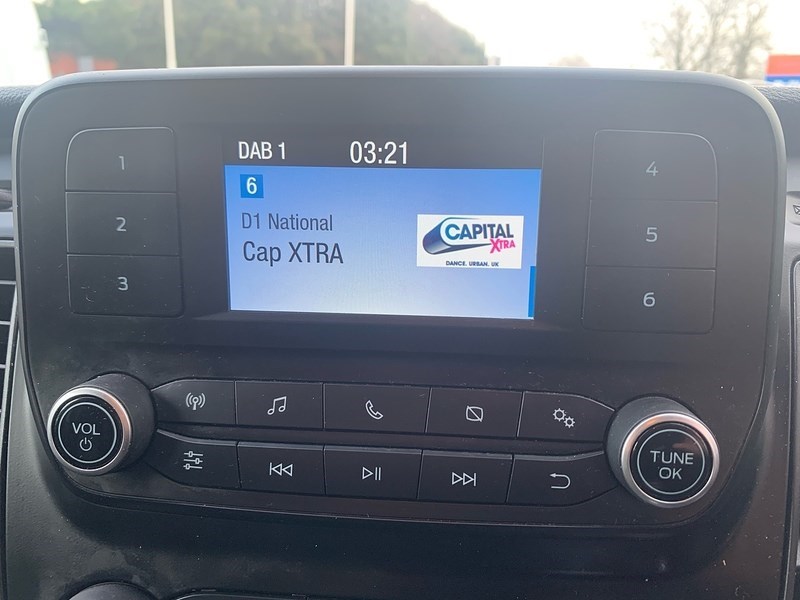 DAB 1 03:21
6
D1 National
Cap XTRA
CAPITAL
XTRA
DANCE. URBAN. UK
1
2
3
4
5
6
VOL
TUNE
OK